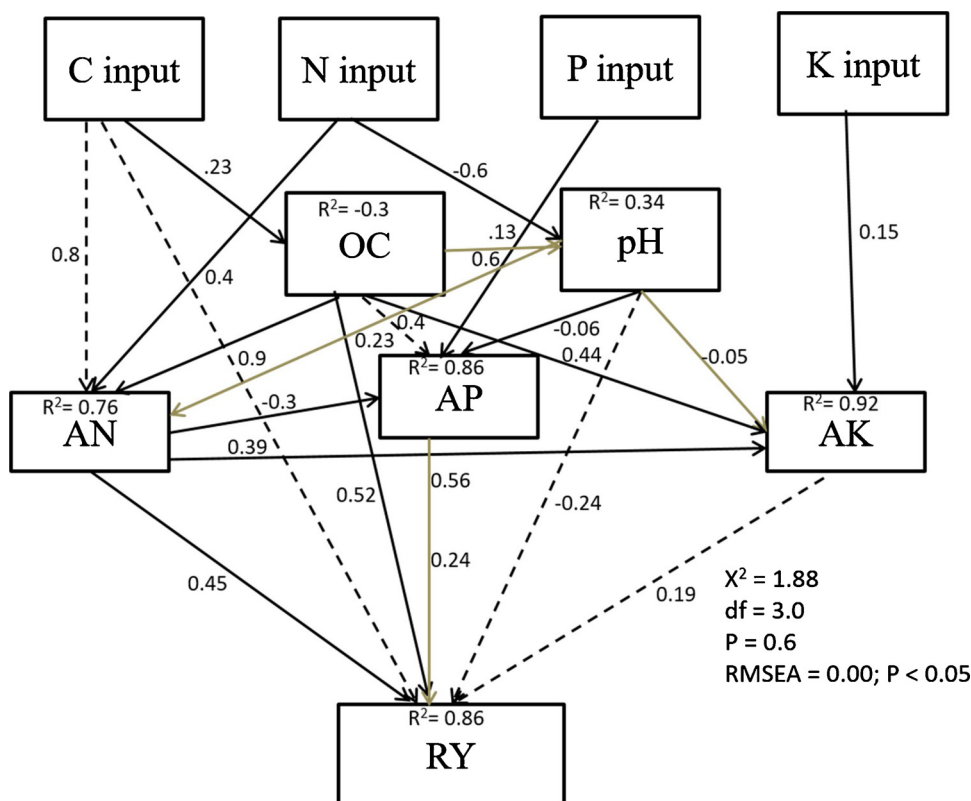 C input
N input
P input
K input
.23
-0.6
R²= -0.3
OC
R²= 0.34
pH
.13
0.6
0.15
0.8
0.4
0.4
0.23
-0.06
0.44
-0.05
0.9
R²= 0.76
AN
R²= 0.86
AP
R²= 0.92
AK
-0.3
0.39
0.56
0.52
-0.24
0.24
0.45
0.19
X² = 1.88
df = 3.0
P = 0.6
RMSEA = 0.00; P < 0.05
R²= 0.86
RY